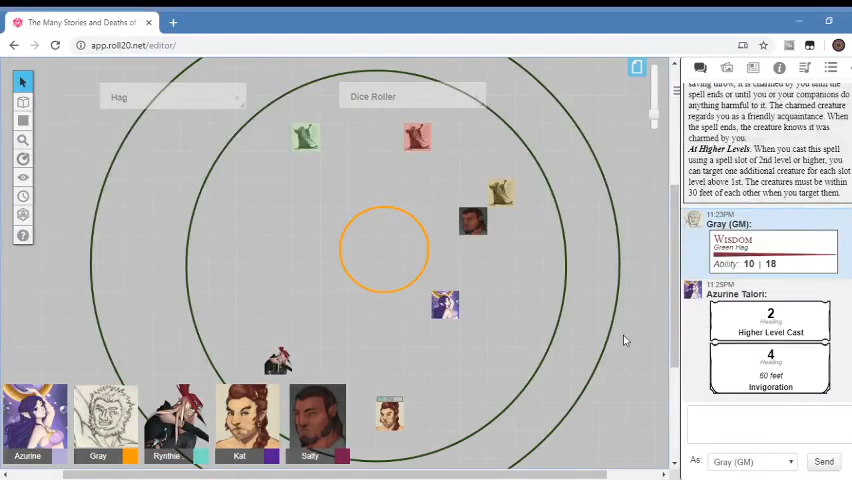 The Many Stories and Deaths of
app.roll20.net/editor/
Hag
Dice Roller
saving throw, it is charmed by you until the
spell ends or until you or your companions do
anything harmful to it. The charmed creature
regards you as a friendly acquaintance. When
the spell ends, the creature knows it was
charmed by you.
At Higher Levels. When you cast this spell
using a spell slot of 2nd level or higher, you
can target one additional creature for each slot
level above 1st. The creatures must be within
30 feet of each other when you target them.
11:23PM
Gray (GM):
Wisdom
Green Hag
Ability: 10 | 18
11:25PM
Azurine Talori:
2
Healing
Higher Level Cast
4
Healing
60 feet
Invigoration
Azurine
Gray
Rynthie
Kat
Salty
As:
Gray (GM)
Send